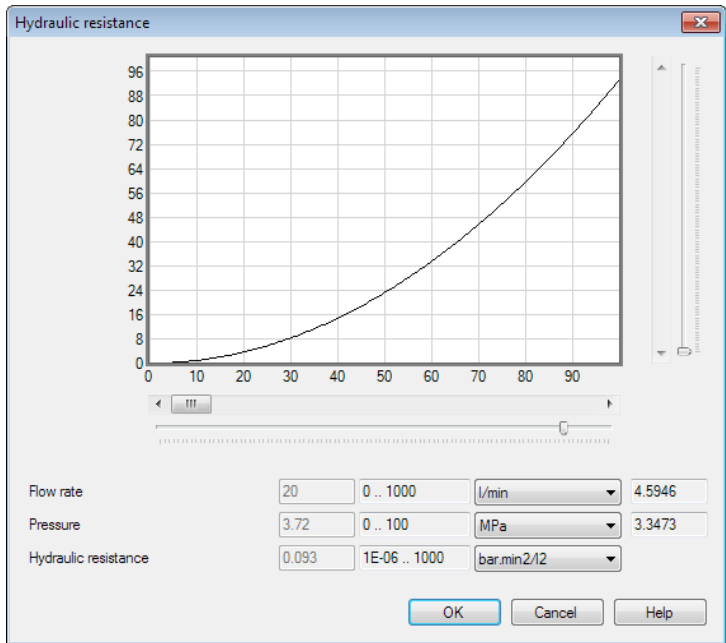 Hydraulic resistance
96
88
80
72
64
56
48
40
32
24
16
8
0
0 10 20 30 40 50 60 70 80 90
Flow rate 20 0 .. 1000 l/min 4.5946
Pressure 3.72 0 .. 100 MPa 3.3473
Hydraulic resistance 0.093 1E-06 .. 1000 bar.min2/l2
OK Cancel Help